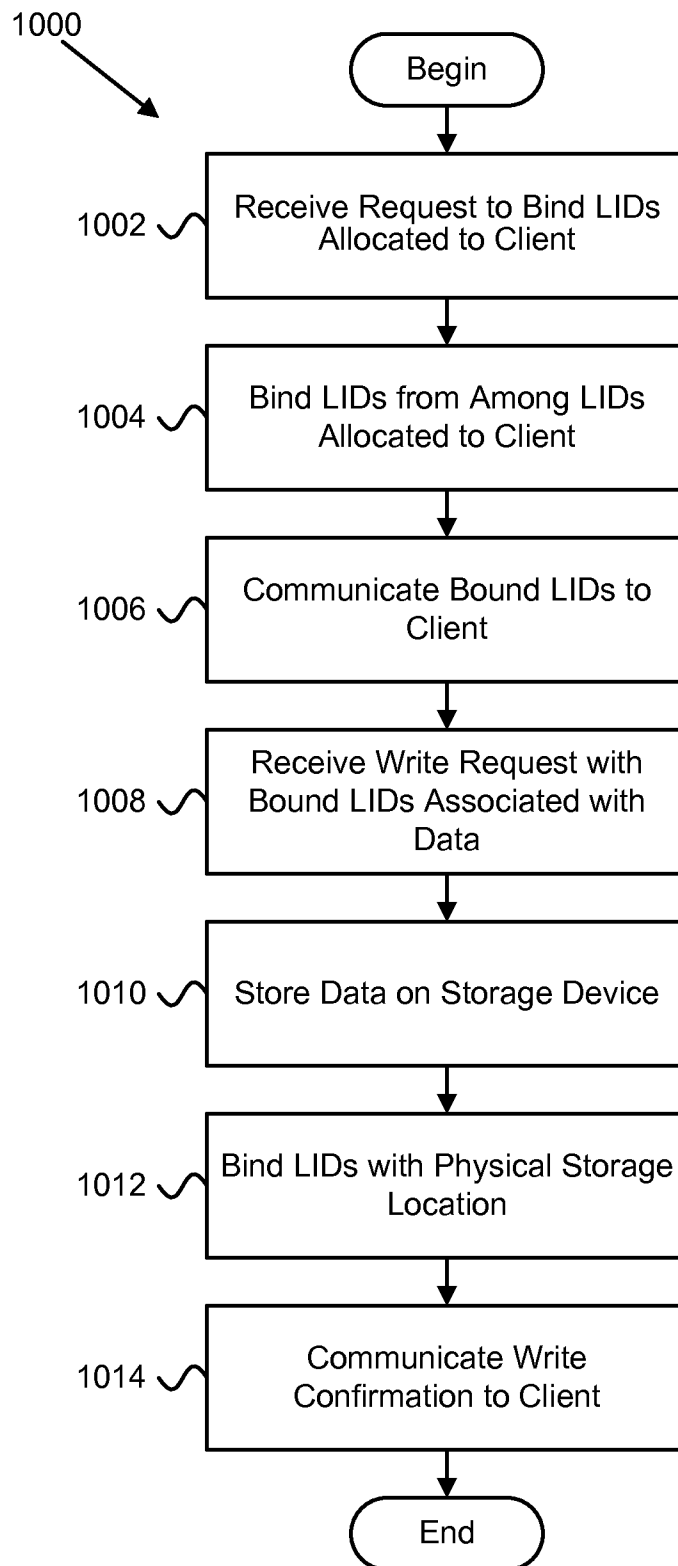 1000
Begin
1002
Receive Request to Bind LIDs
Allocated to Client
1004
Bind LIDs from Among LIDs
Allocated to Client
1006
Communicate Bound LIDs to
Client
1008
Receive Write Request with
Bound LIDs Associated with
Data
1010
Store Data on Storage Device
1012
Bind LIDs with Physical Storage
Location
1014
Communicate Write
Confirmation to Client
End